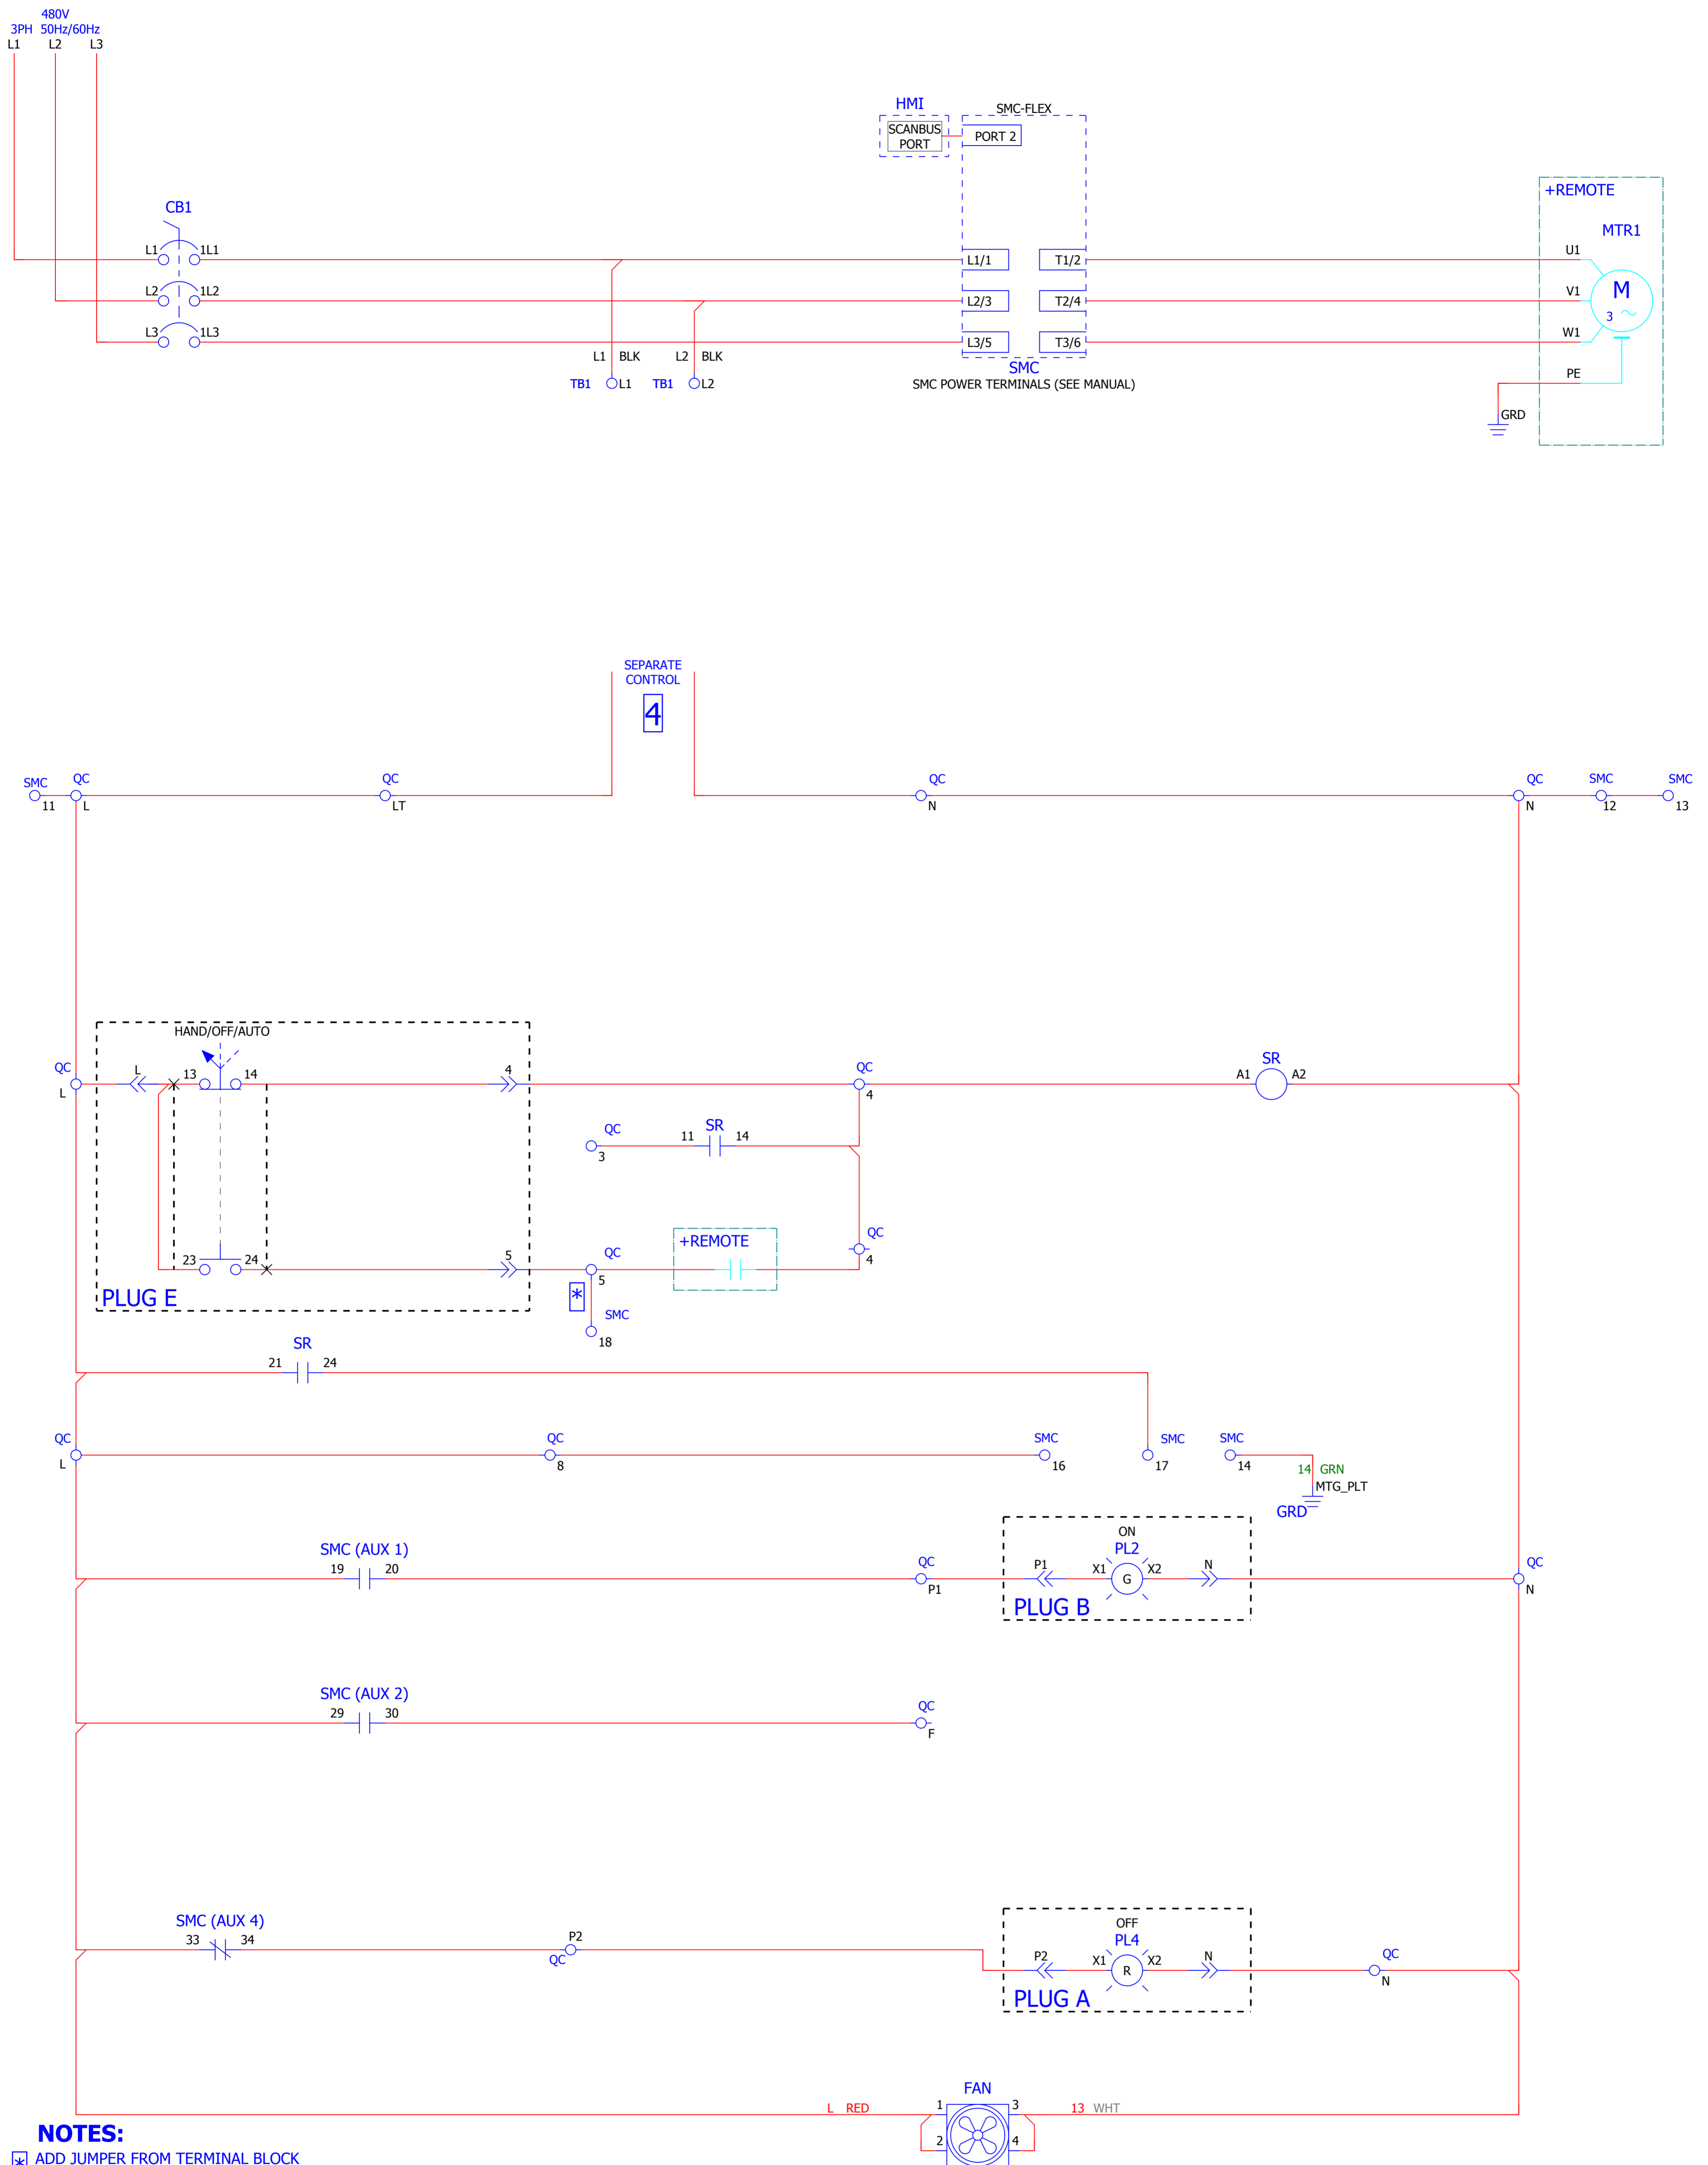 480V
3PH 50Hz/60Hz
L1 L2 L3
HMI
SCANBUS
PORT
SMC-FLEX
PORT 2
CB1
L1 1L1
L2 1L2
L3 1L3
L1/1 T1/2
L2/3 T2/4
L3/5 T3/6
SMC
SMC POWER TERMINALS (SEE MANUAL)
L1 BLK L2 BLK
TB1 L1 TB1 L2
+REMOTE
MTR1
U1
V1
W1
PE
M
3
GRD
SEPARATE
CONTROL
4
SMC QC QC QC QC SMC SMC
11 L LT N N 12 13
HAND/OFF/AUTO
QC L 13 14 4 QC SR
L 4 A1 A2
QC SR
3 11 14
QC
4
23 24 5 QC +REMOTE
5
PLUG E
*
SMC
18
SR
21 24
QC QC SMC SMC SMC
L 8 16 17 14
14 GRN
MTG_PLT
GRD
SMC (AUX 1)
19 20
QC
P1
ON
PL2
P1 X1 G X2 N
PLUG B
QC
N
SMC (AUX 2)
29 30
QC
F
SMC (AUX 4)
33 34
P2
QC
OFF
PL4
P2 X1 R X2 N
PLUG A
QC
N
FAN
L RED 1 3 13 WHT
2 4
NOTES:
* ADD JUMPER FROM TERMINAL BLOCK